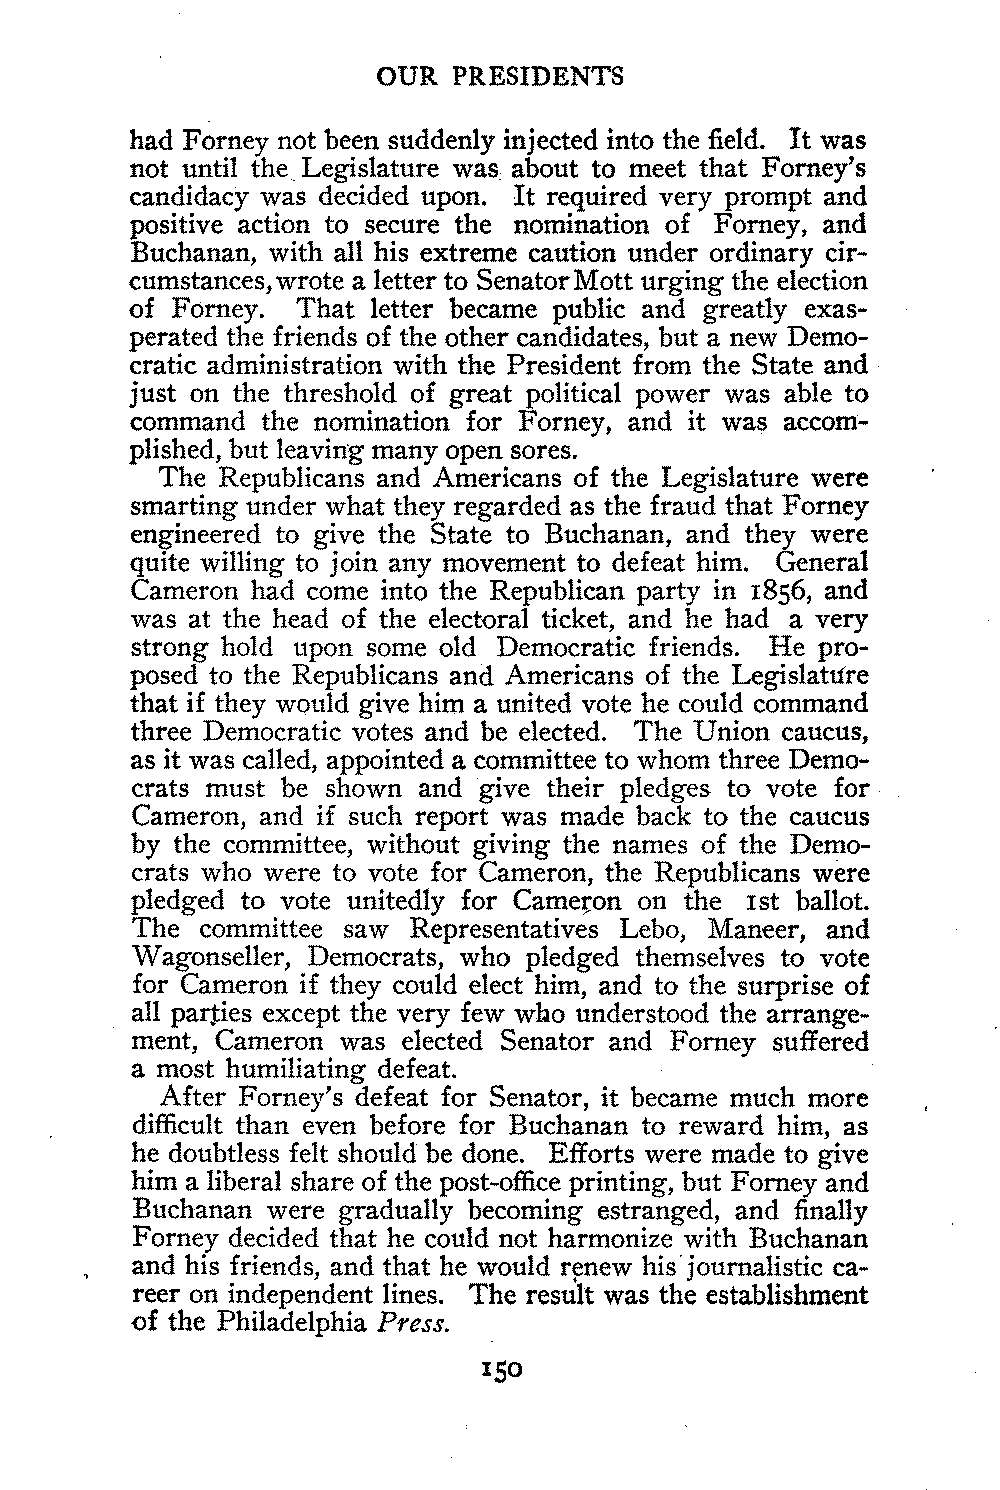 OUR PRESIDENTS
had Forney not been suddenly injected into the field. It was
not until the Legislature was about to meet that Forney's
candidacy was decided upon. It required very prompt and
positive action to secure the nomination of Forney, and
Buchanan, with all his extreme caution under ordinary cir-
cumstances, wrote a letter to Senator Mott urging the election
of Forney. That letter became public and greatly exas-
perated the friends of the other candidates, but a new Demo-
cratic administration with the President from the State and
just on the threshold of great political power was able to
command the nomination for Forney, and it was accom-
plished, but leaving many open sores.
The Republicans and Americans of the Legislature were
smarting under what they regarded as the fraud that Forney
engineered to give the State to Buchanan, and they were
quite willing to join any movement to defeat him. General
Cameron had come into the Republican party in 1856, and
was at the head of the electoral ticket, and he had a very
strong hold upon some old Democratic friends. He pro-
posed to the Republicans and Americans of the Legislature
that if they would give him a united vote he could command
three Democratic votes and be elected. The Union caucus,
as it was called, appointed a committee to whom three Demo-
crats must be shown and give their pledges to vote for
Cameron, and if such report was made back to the caucus
by the committee, without giving the names of the Demo-
crats who were to vote for Cameron, the Republicans were
pledged to vote unitedly for Cameron on the 1st ballot.
The committee saw Representatives Lebo, Maneer, and
Wagonseller, Democrats, who pledged themselves to vote
for Cameron if they could elect him, and to the surprise of
all parties except the very few who understood the arrange-
ment, Cameron was elected Senator and Forney suffered
a most humiliating defeat.
After Forney's defeat for Senator, it became much more
difficult than even before for Buchanan to reward him, as
he doubtless felt should be done. Efforts were made to give
him a liberal share of the post-office printing, but Forney and
Buchanan were gradually becoming estranged, and finally
Forney decided that he could not harmonize with Buchanan
and his friends, and that he would renew his journalistic ca-
reer on independent lines. The result was the establishment
of the Philadelphia Press.
150